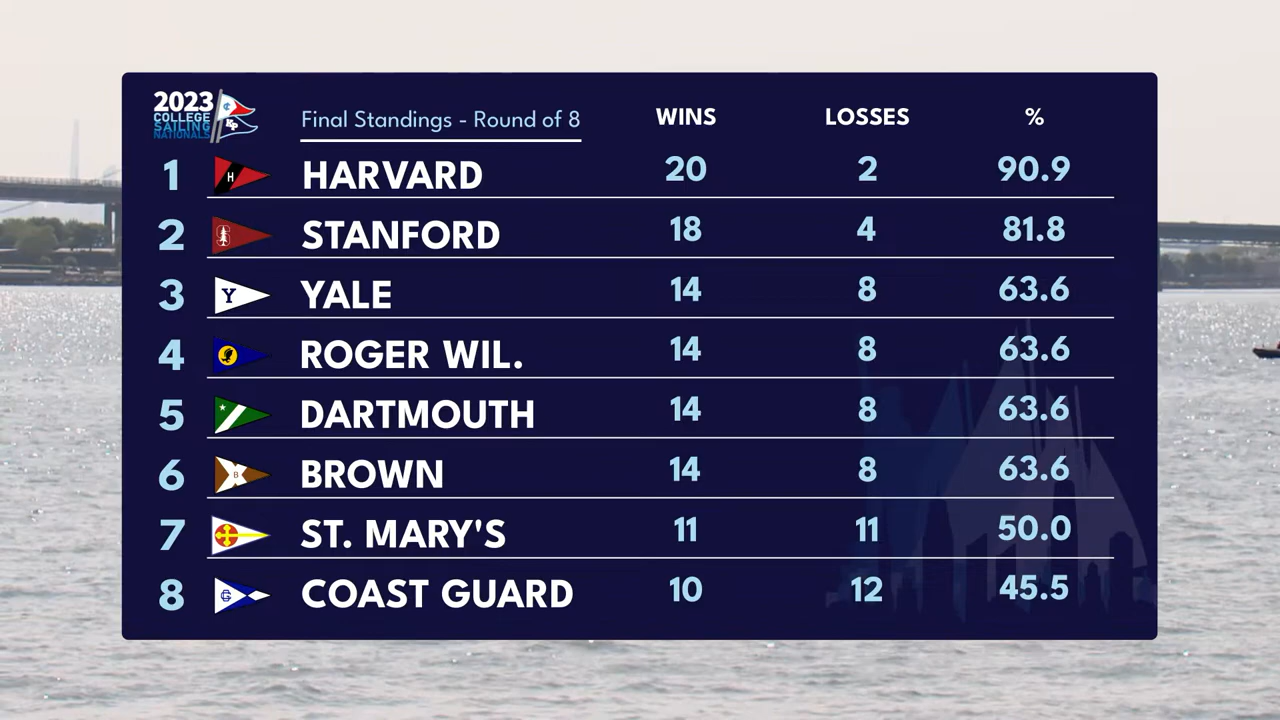 2023
COLLEGE
SAILING
NATIONALS
Final Standings - Round of 8 WINS LOSSES %
1 H HARVARD 20 2 90.9
2 STANFORD 18 4 81.8
3 Y YALE 14 8 63.6
4 ROGER WIL. 14 8 63.6
5 DARTMOUTH 14 8 63.6
6 B BROWN 14 8 63.6
7 ST. MARY'S 11 11 50.0
8 COAST GUARD 10 12 45.5